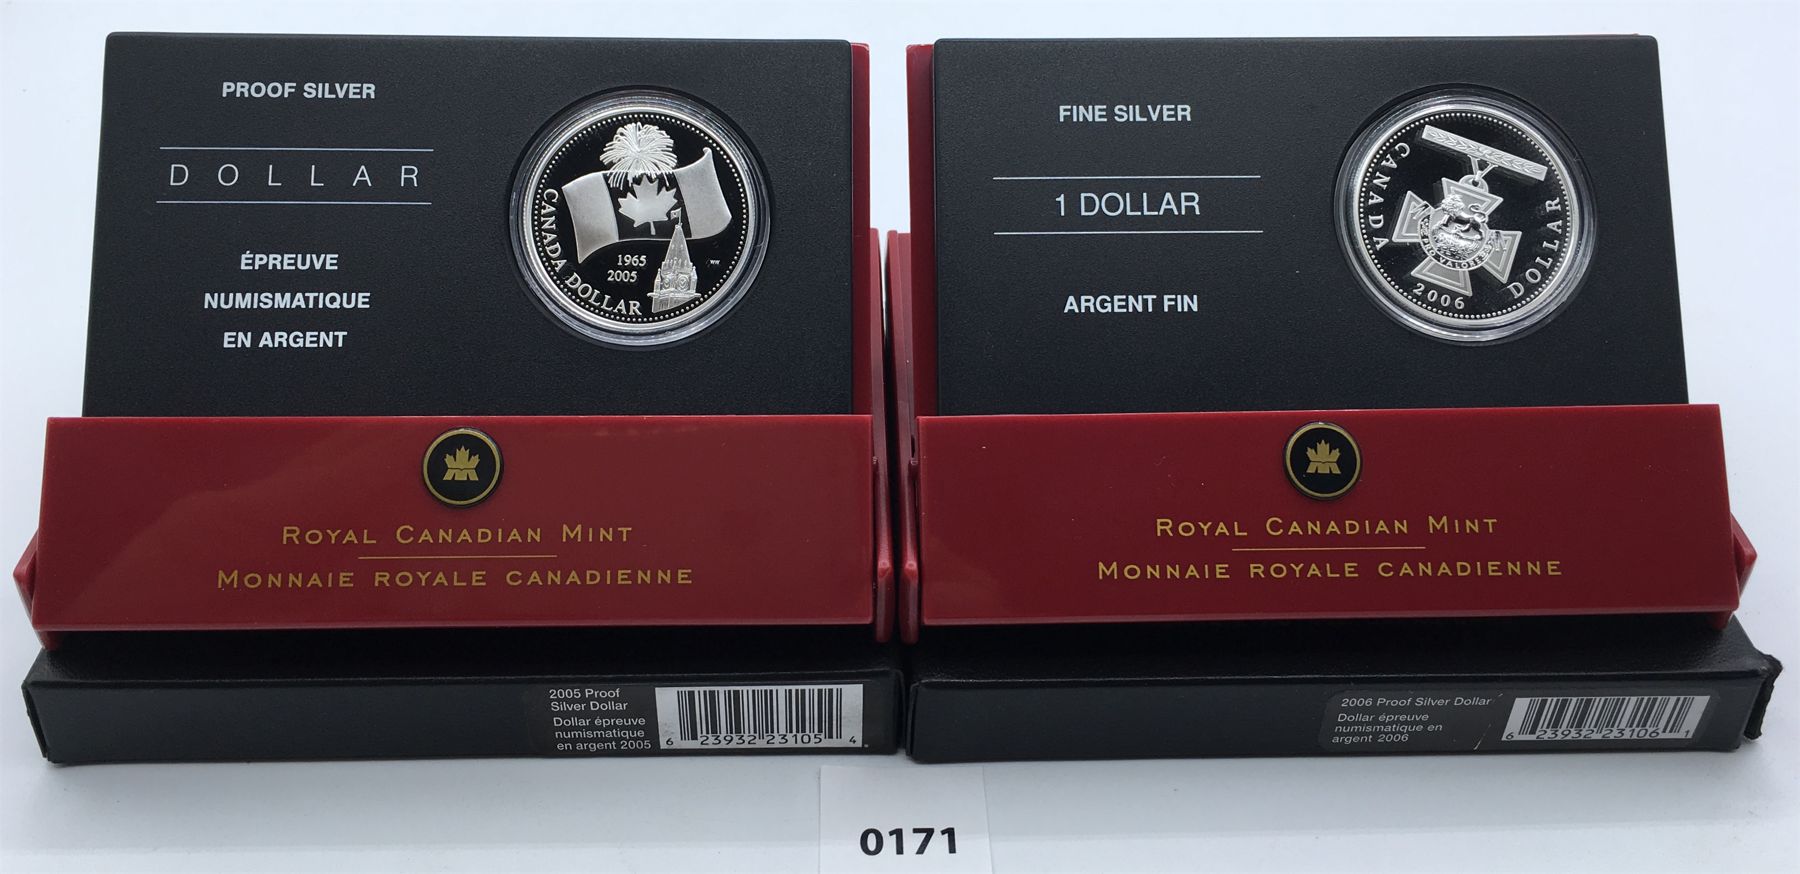 PROOF SILVER
DOLLAR
ÉPREUVE
NUMISMATIQUE
EN ARGENT
CANADA DOLLAR
1965
2005
WW
ROYAL CANADIAN MINT
MONNAIE ROYALE CANADIENNE
2005 Proof
Silver Dollar
Dollar épreuve
numismatique
en argent 2005
6 23932 23105 4
FINE SILVER
1 DOLLAR
ARGENT FIN
CANADA
DOLLAR
2006
VALORE
ROYAL CANADIAN MINT
MONNAIE ROYALE CANADIENNE
2006 Proof Silver Dollar
Dollar épreuve
numismatique en
argent 2006
6 23932 23106 1
0171